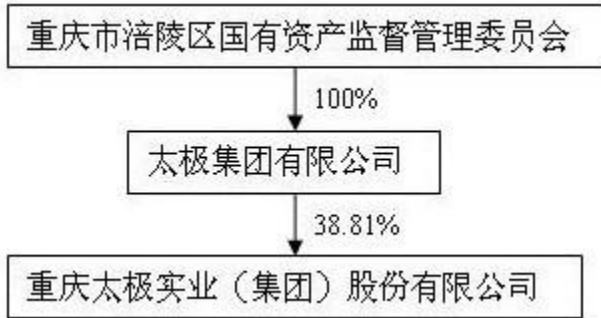 重庆市涪陵区国有资产监督管理委员会
100%
太极集团有限公司
38.81%
重庆太极实业（集团）股份有限公司